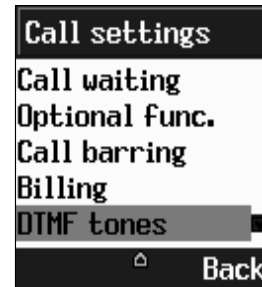 Call settings
Call waiting
Optional func.
Call barring
Billing
DTMF tones
Back